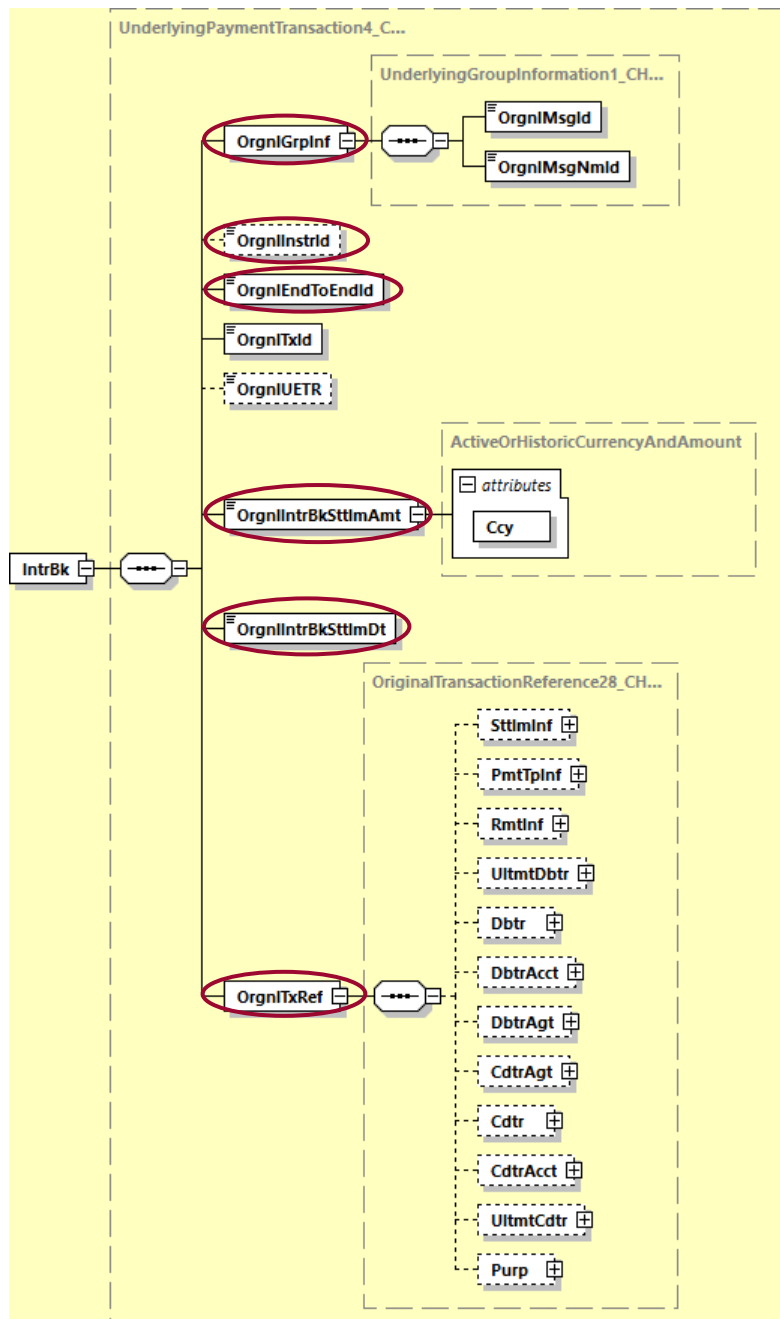 UnderlyingPaymentTransaction4_C...
UnderlyingGroupInformation1_CH...
OrgnlGrpInf
OrgnlMsgId
OrgnlMsgNmId
OrgnlInstrId
OrgnlEndToEndId
OrgnlTxId
OrgnlUETR
ActiveOrHistoricCurrencyAndAmount
attributes
OrgnlIntrBkSttlmAmt
Ccy
IntrBk
OrgnlIntrBkSttlmDt
OriginalTransactionReference28_CH...
SttlmInf
PmtTpInf
RmtInf
UltmtDbtr
Dbtr
DbtrAcct
OrgnlTxRef
DbtrAgt
CdtrAgt
Cdtr
CdtrAcct
UltmtCdtr
Purp